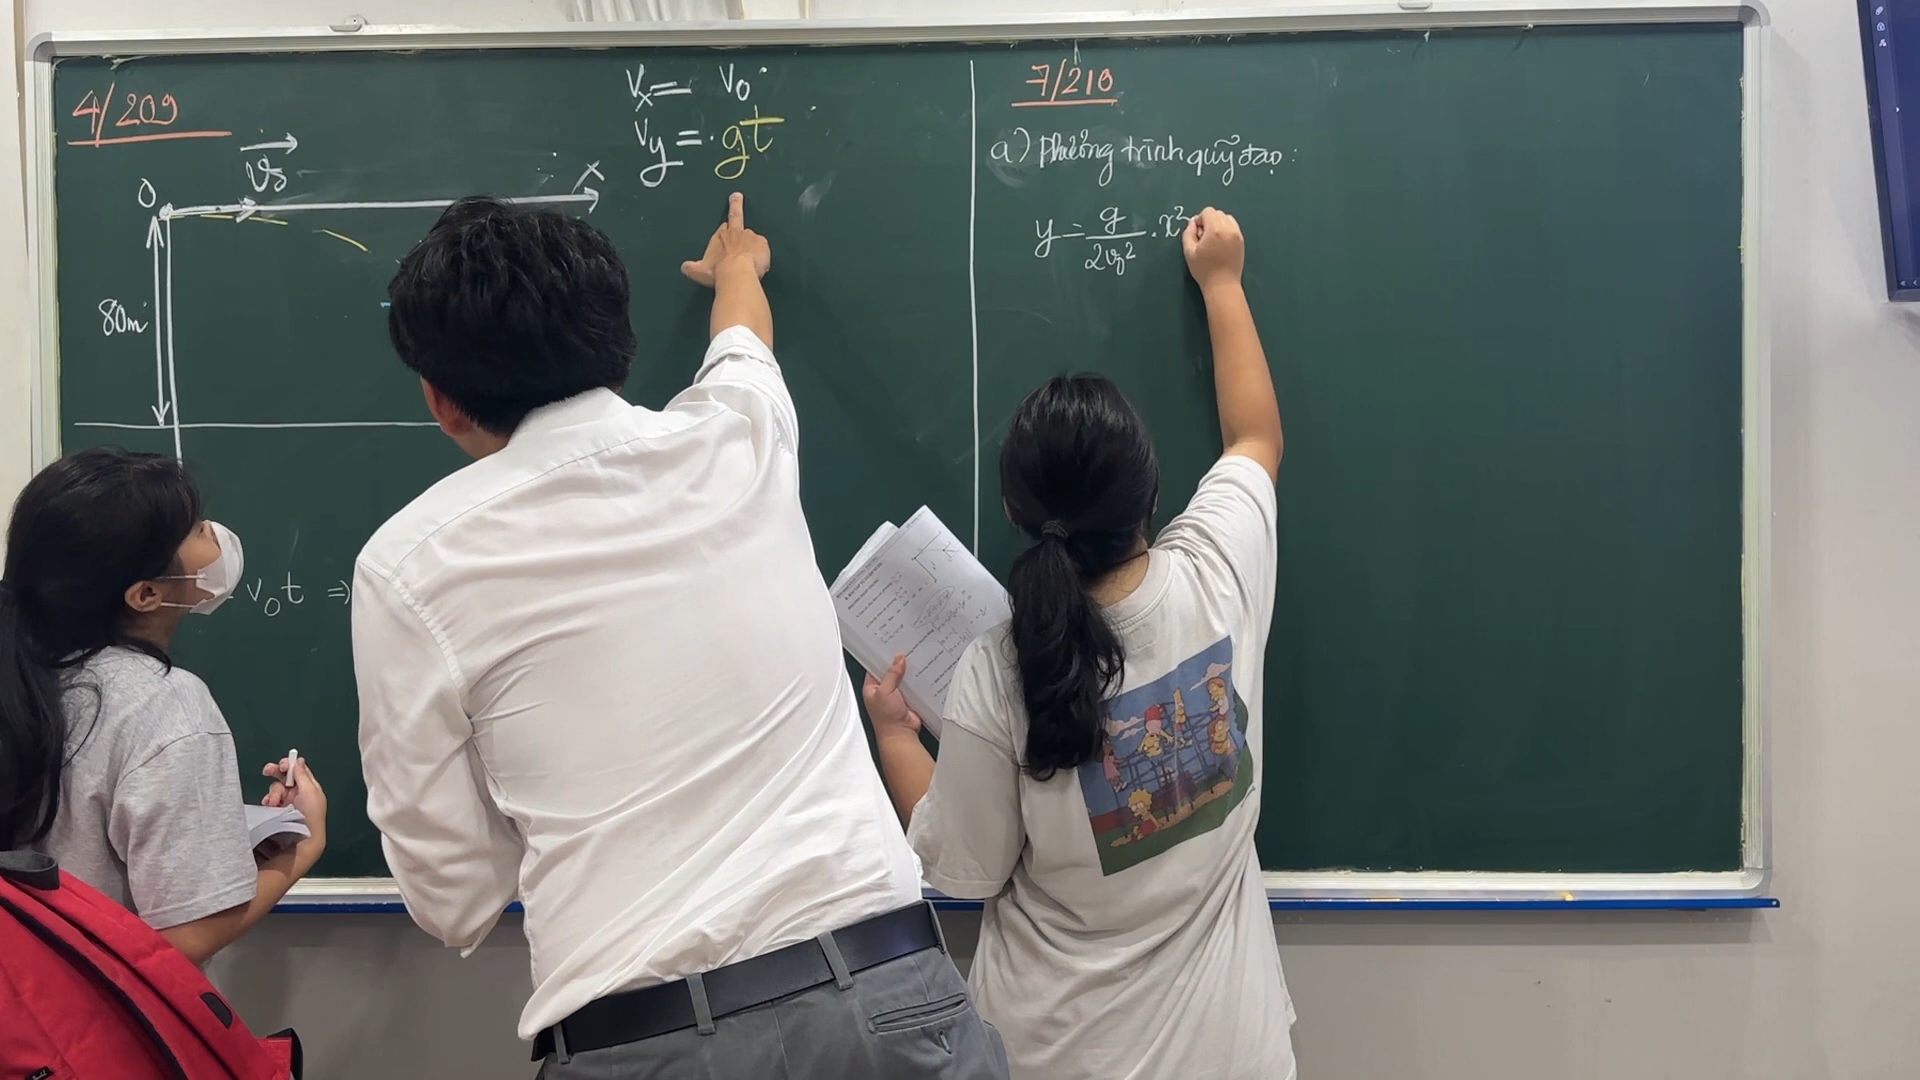 4/209
v₀
O
x
80m
vₓ = v₀
v_y = gt
v₀t ⇒
7/210
a) Phương trình quỹ đạo:
y = g/2v₀² . x²